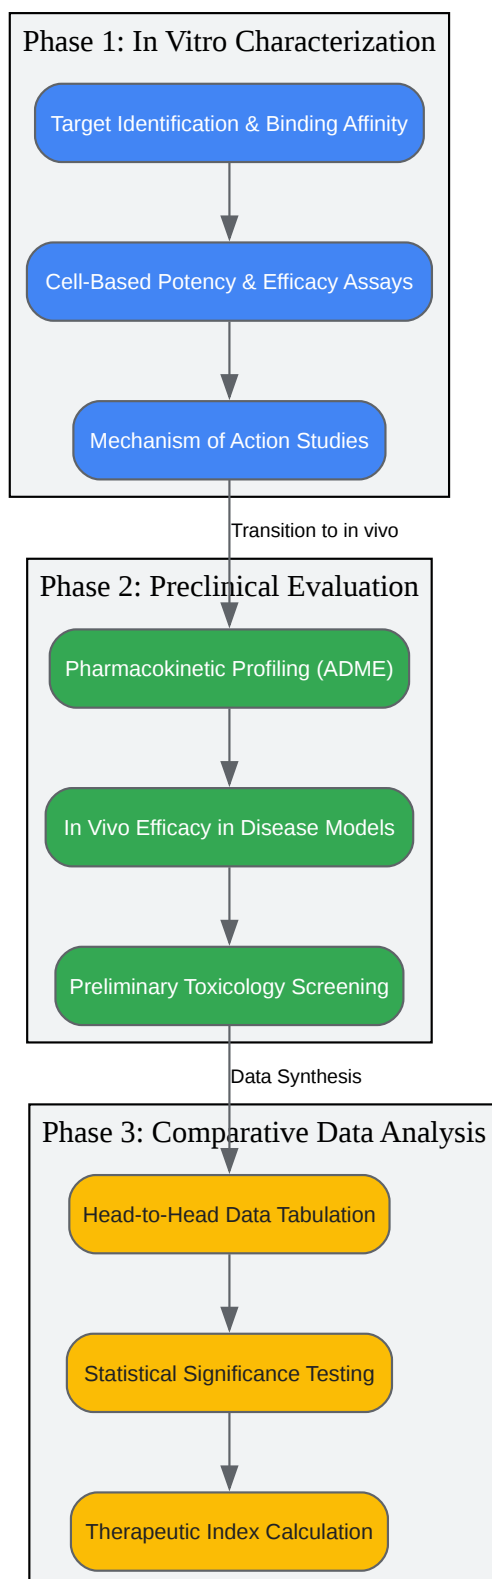 Phase 1: In Vitro Characterization
Target Identification & Binding Affinity
Cell-Based Potency & Efficacy Assays
Mechanism of Action Studies
Transition to in vivo
Phase 2: Preclinical Evaluation
Pharmacokinetic Profiling (ADME)
In Vivo Efficacy in Disease Models
Preliminary Toxicology Screening
Data Synthesis
Phase 3: Comparative Data Analysis
Head-to-Head Data Tabulation
Statistical Significance Testing
Therapeutic Index Calculation